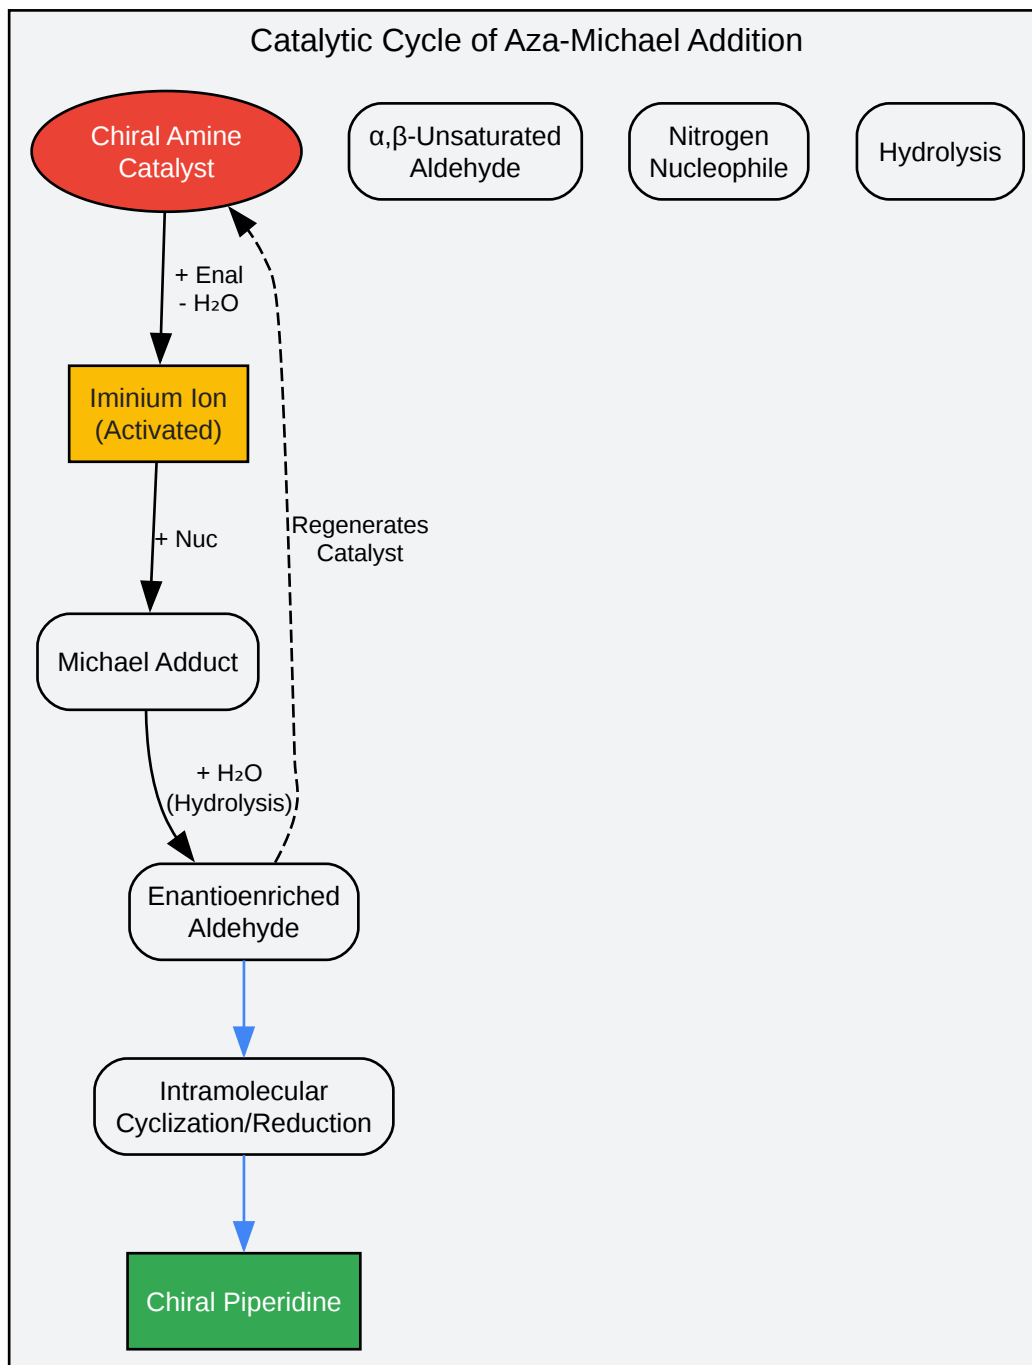 Catalytic Cycle of Aza-Michael Addition
Chiral Amine
Catalyst
α,β-Unsaturated
Aldehyde
Nitrogen
Nucleophile
Hydrolysis
+ Enal
- H₂O
Iminium Ion
(Activated)
+ Nuc
Regenerates
Catalyst
Michael Adduct
+ H₂O
(Hydrolysis)
Enantioenriched
Aldehyde
Intramolecular
Cyclization/Reduction
Chiral Piperidine